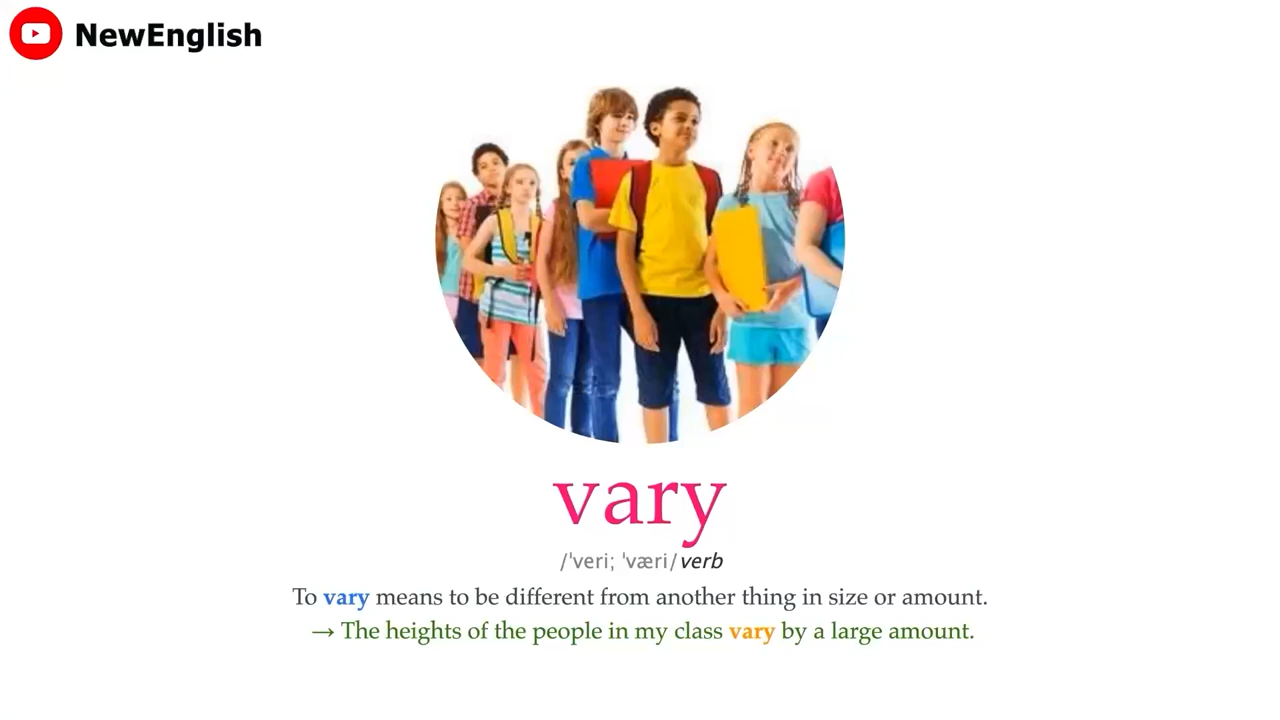 NewEnglish
vary
/ˈveri; ˈværi/verb
To vary means to be different from another thing in size or amount.
→ The heights of the people in my class vary by a large amount.